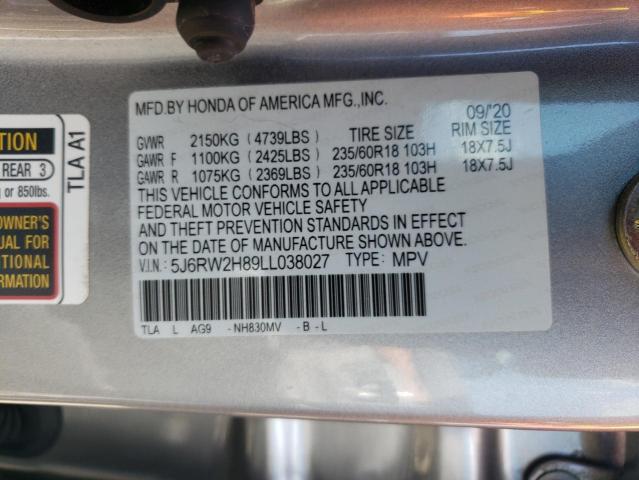 MFD.BY HONDA OF AMERICA MFG.,INC. 09/'20
GVWR 2150KG (4739LBS) TIRE SIZE RIM SIZE
GAWR F 1100KG (2425LBS) 235/60R18 103H 18X7.5J
GAWR R 1075KG (2369LBS) 235/60R18 103H 18X7.5J
THIS VEHICLE CONFORMS TO ALL APPLICABLE
FEDERAL MOTOR VEHICLE SAFETY
AND THEFT PREVENTION STANDARDS IN EFFECT
ON THE DATE OF MANUFACTURE SHOWN ABOVE.
V.I.N.: 5J6RW2H89LL038027 TYPE: MPV
TLA L AG9 -NH830MV -B-L
TION
REAR 3
or 850lbs.
OWNER'S
UAL FOR
ITIONAL
RMATION
TLA A1